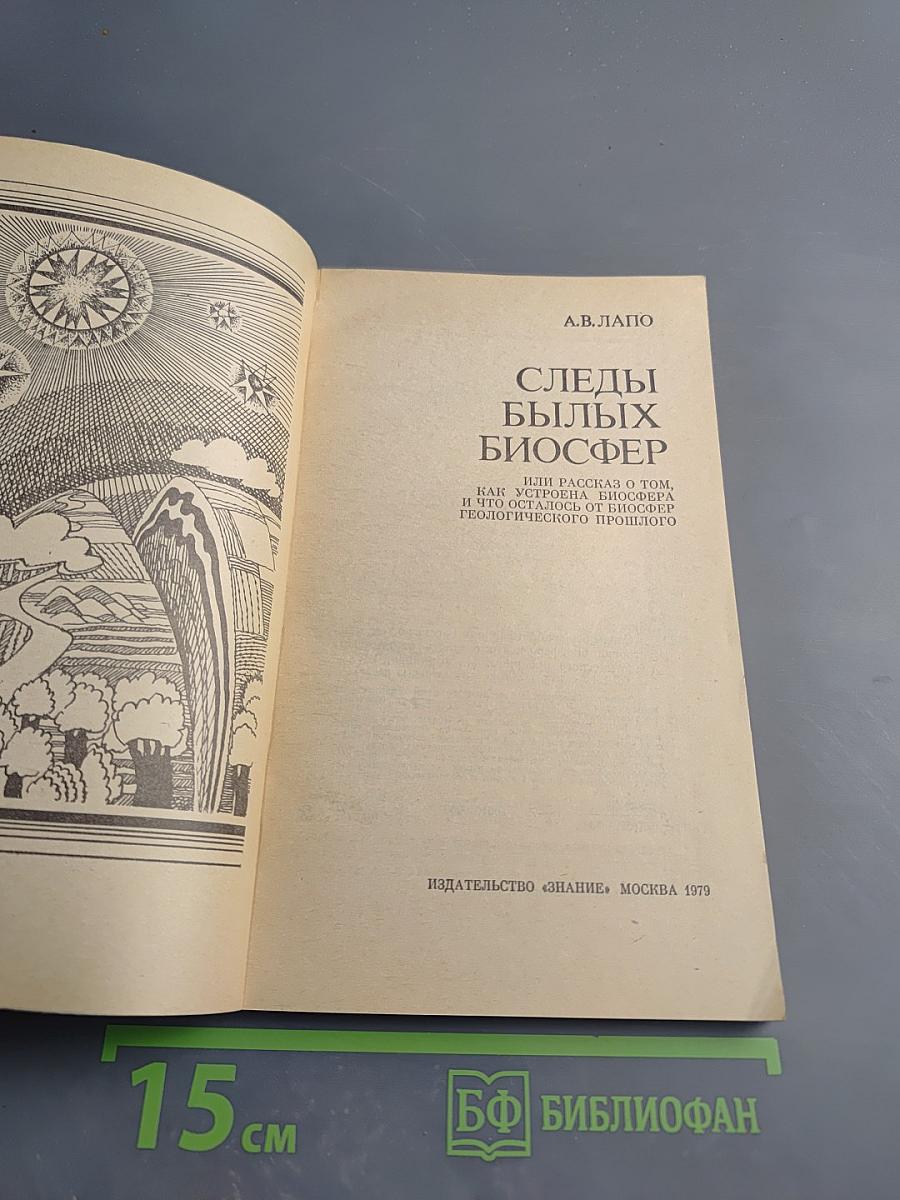 А.В.ЛАПО
СЛЕДЫ
БЫЛЫХ
БИОСФЕР
ИЛИ РАССКАЗ О ТОМ,
КАК УСТРОЕНА БИОСФЕРА
И ЧТО ОСТАЛОСЬ ОТ БИОСФЕР
ГЕОЛОГИЧЕСКОГО ПРОШЛОГО
ИЗДАТЕЛЬСТВО «ЗНАНИЕ» МОСКВА 1979
15 СМ
БФ БИБЛИОФАН